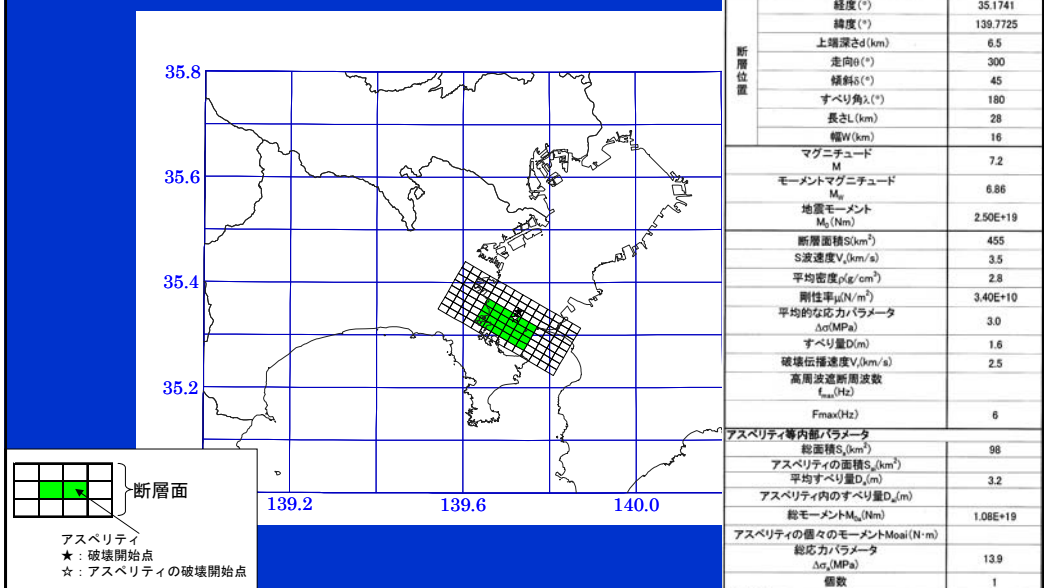 35.8
35.6
35.4
35.2
139.2
139.6
140.0
断層面
アスペリティ
★：破壊開始点
☆：アスペリティの破壊開始点
断層位置
経度(°) 35.1741
緯度(°) 139.7725
上端深さd(km) 6.5
走向θ(°) 300
傾斜δ(°) 45
すべり角λ(°) 180
長さL(km) 28
幅W(km) 16
マグニチュード
M 7.2
モーメントマグニチュード
Mw 6.86
地震モーメント
M₀(Nm) 2.50E+19
断層面積S(km²) 455
S波速度Vs(km/s) 3.5
平均密度ρ(g/cm³) 2.8
剛性率μ(N/m²) 3.40E+10
平均的な応力パラメータ
Δσ(MPa) 3.0
すべり量D(m) 1.6
破壊伝播速度Vr(km/s) 2.5
高周波遮断周波数
fmax(Hz)
Fmax(Hz) 6
アスペリティ等内部パラメータ
総面積Sa(km²) 98
アスペリティの面積Sai(km²)
平均すべり量Da(m) 3.2
アスペリティ内のすべり量Dai(m)
総モーメントM₀a(Nm) 1.08E+19
アスペリティの個々のモーメントMoai(N·m)
総応力パラメータ
Δσa(MPa) 13.9
個数 1